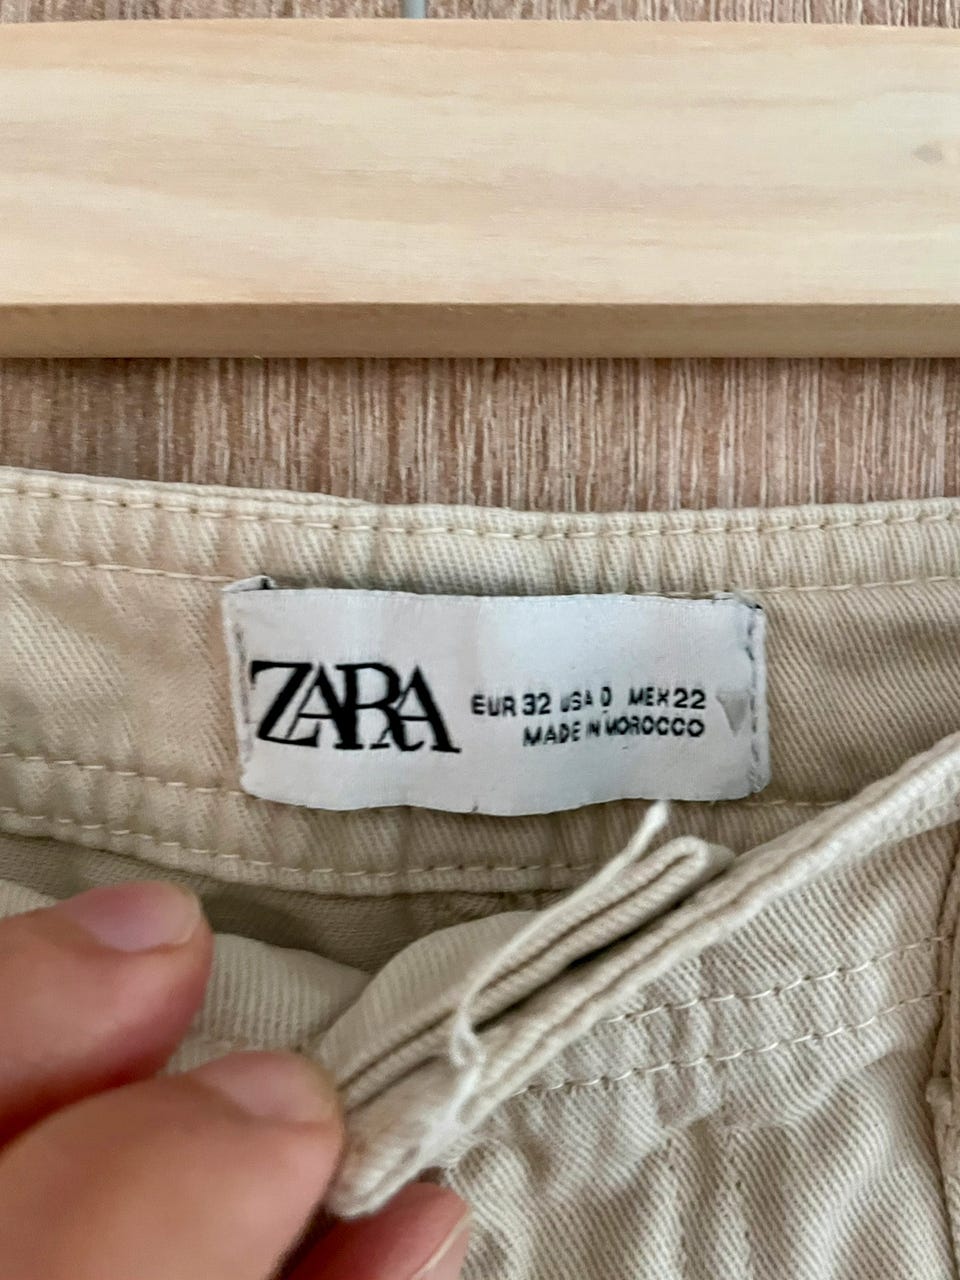 ZARA
EUR 32 USA 0 MEX 22
MADE IN MOROCCO